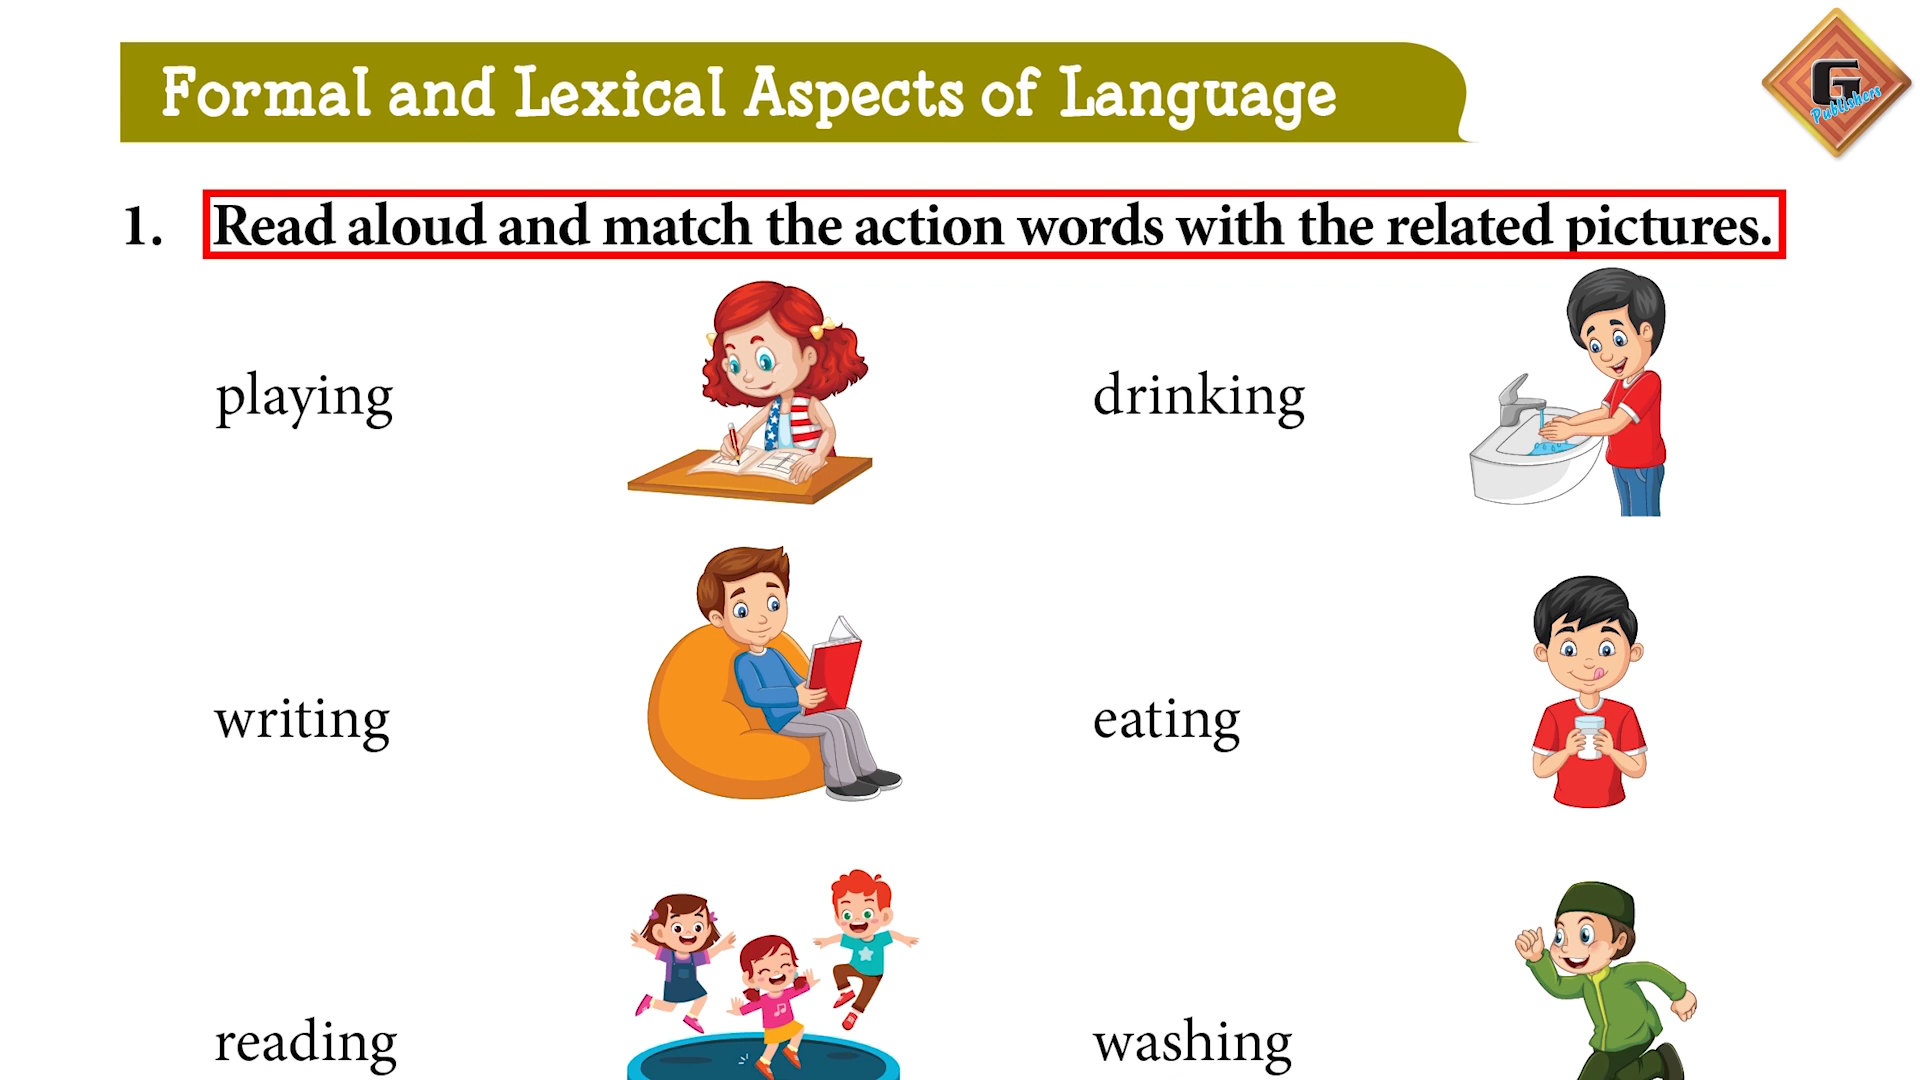 Formal and Lexical Aspects of Language
G
Publishers
1. Read aloud and match the action words with the related pictures.
playing
drinking
writing
eating
reading
washing